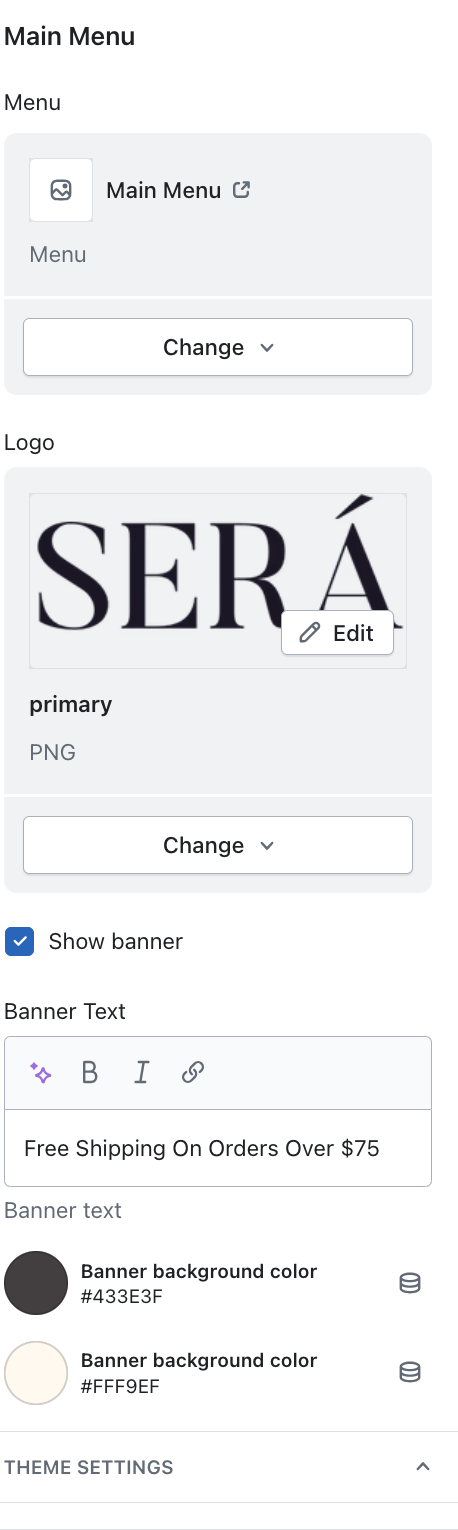 Main Menu
Menu
Main Menu
Menu
Change
Logo
SERÁ
Edit
primary
PNG
Change
Show banner
Banner Text
B I
Free Shipping On Orders Over $75
Banner text
Banner background color
#433E3F
Banner background color
#FFF9EF
THEME SETTINGS